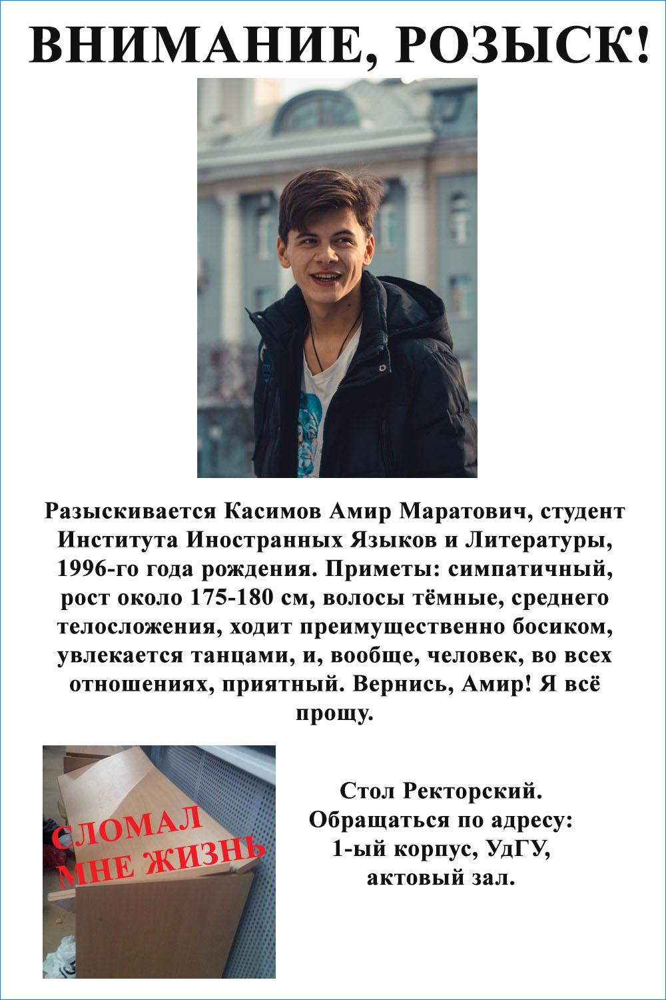 ВНИМАНИЕ, РОЗЫСК!
Разыскивается Касимов Амир Маратович, студент
Института Иностранных Языков и Литературы,
1996-го года рождения. Приметы: симпатичный,
рост около 175-180 см, волосы тёмные, среднего
телосложения, ходит преимущественно босиком,
увлекается танцами, и, вообще, человек, во всех
отношениях, приятный. Вернись, Амир! Я всё
прощу.
СЛОМАЛ
МНЕ ЖИЗНЬ
Стол Ректорский.
Обращаться по адресу:
1-ый корпус, УдГУ,
актовый зал.